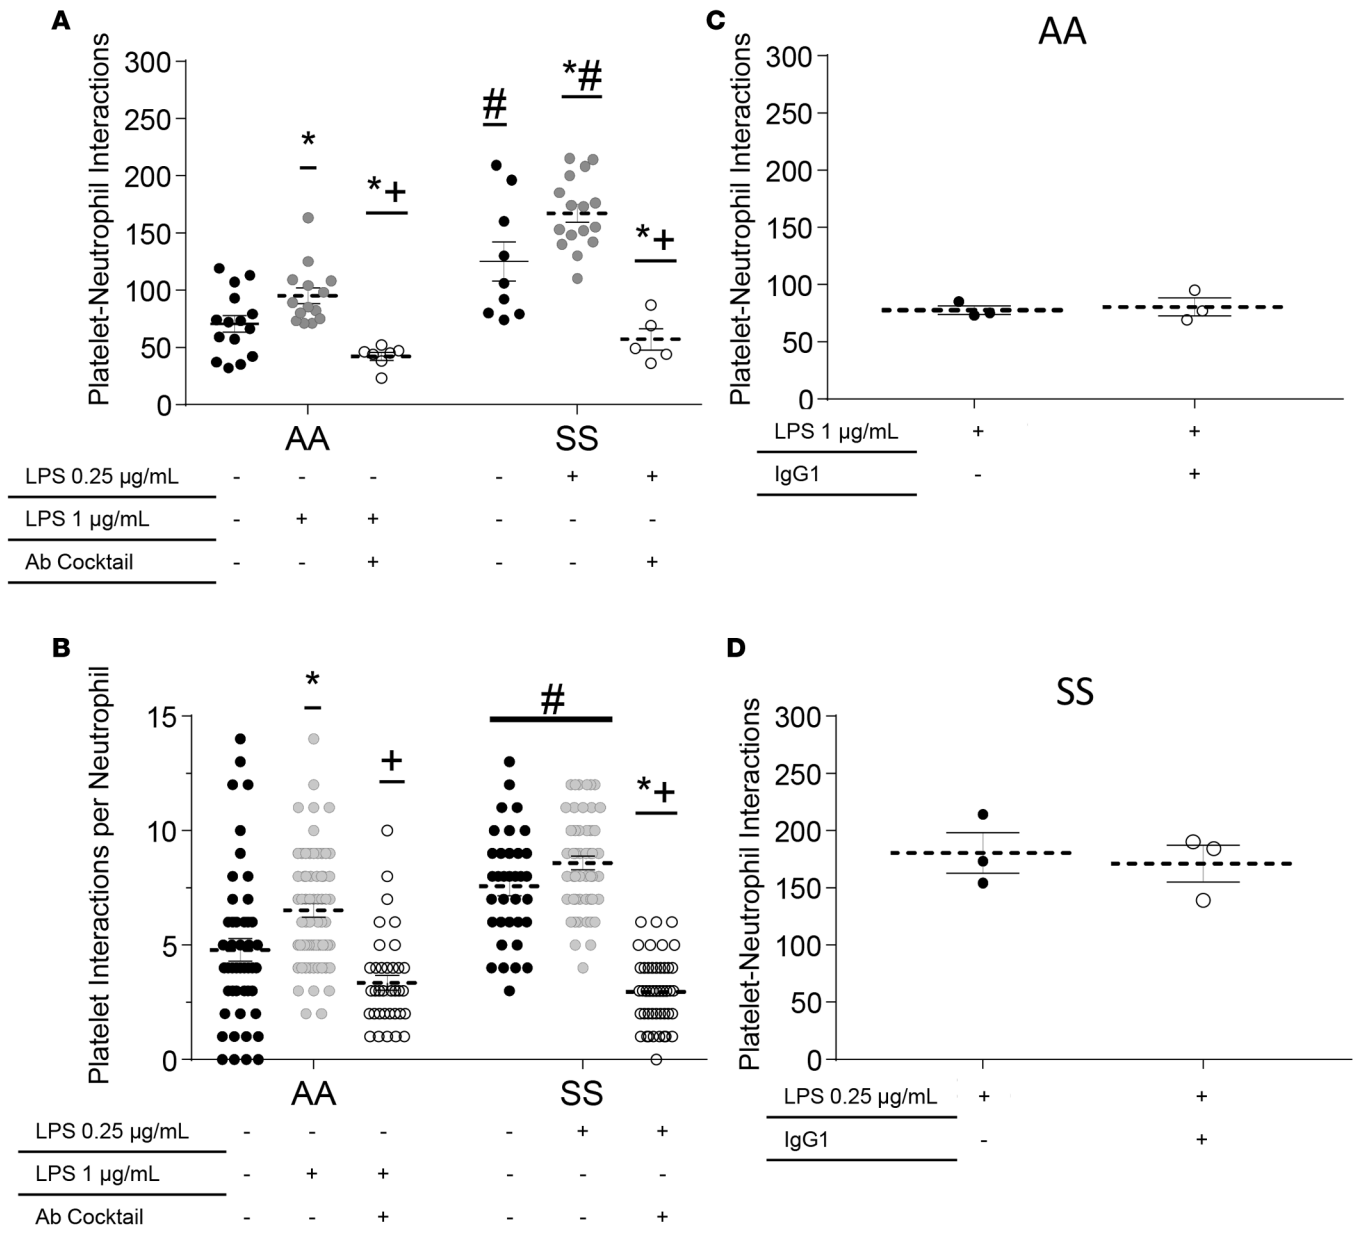 A
Platelet-Neutrophil Interactions
300
250
200
150
100
50
0
*
*+
#
*#
*+
AA SS
LPS 0.25 µg/mL - - - - + +
LPS 1 µg/mL - + + - - -
Ab Cocktail - - + - - +
C
AA
Platelet-Neutrophil Interactions
300
250
200
150
100
50
0
LPS 1 µg/mL + +
IgG1 - +
B
Platelet Interactions per Neutrophil
15
10
5
0
*
+
#
*+
AA SS
LPS 0.25 µg/mL - - - - + +
LPS 1 µg/mL - + + - - -
Ab Cocktail - - + - - +
D
SS
Platelet-Neutrophil Interactions
300
250
200
150
100
50
0
LPS 0.25 µg/mL + +
IgG1 - +